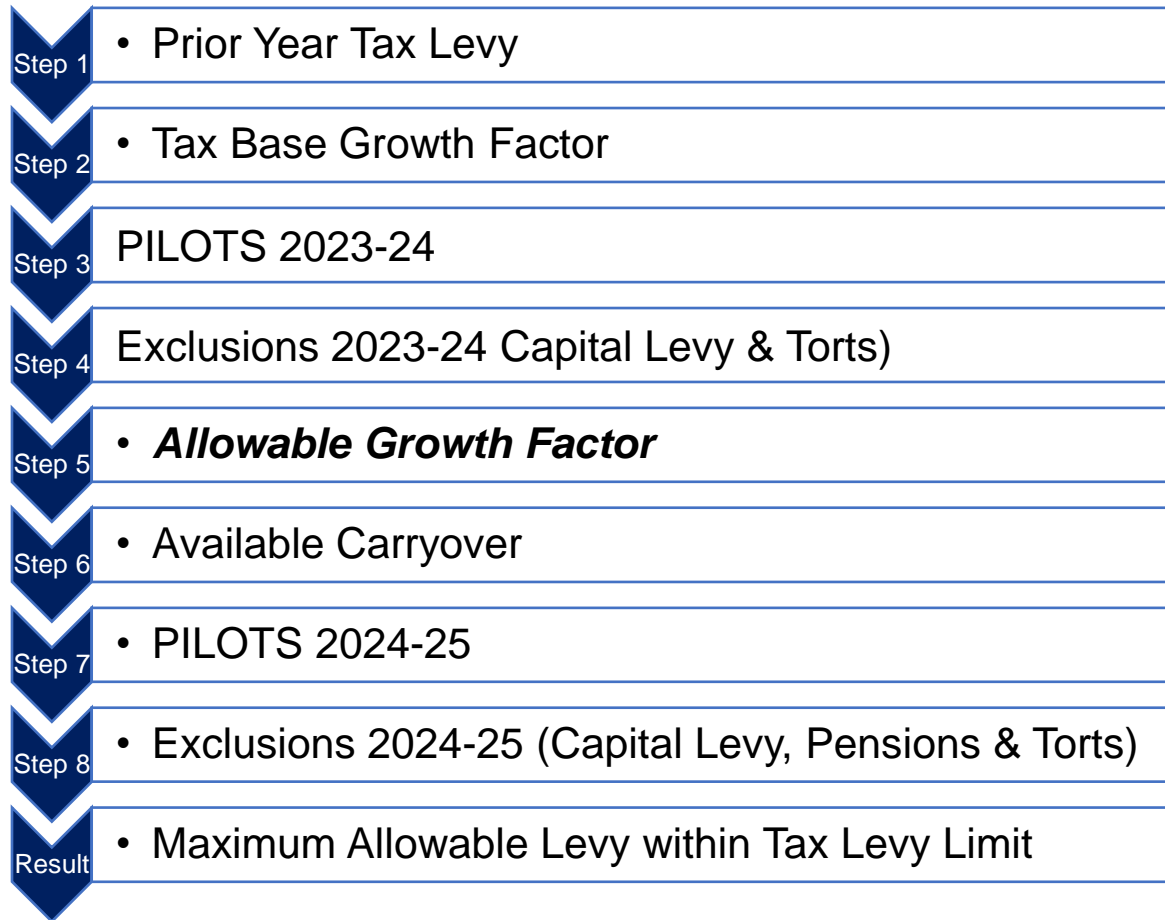 Step 1
• Prior Year Tax Levy
Step 2
• Tax Base Growth Factor
Step 3
PILOTS 2023-24
Step 4
Exclusions 2023-24 Capital Levy & Torts)
Step 5
• Allowable Growth Factor
Step 6
• Available Carryover
Step 7
• PILOTS 2024-25
Step 8
• Exclusions 2024-25 (Capital Levy, Pensions & Torts)
Result
• Maximum Allowable Levy within Tax Levy Limit